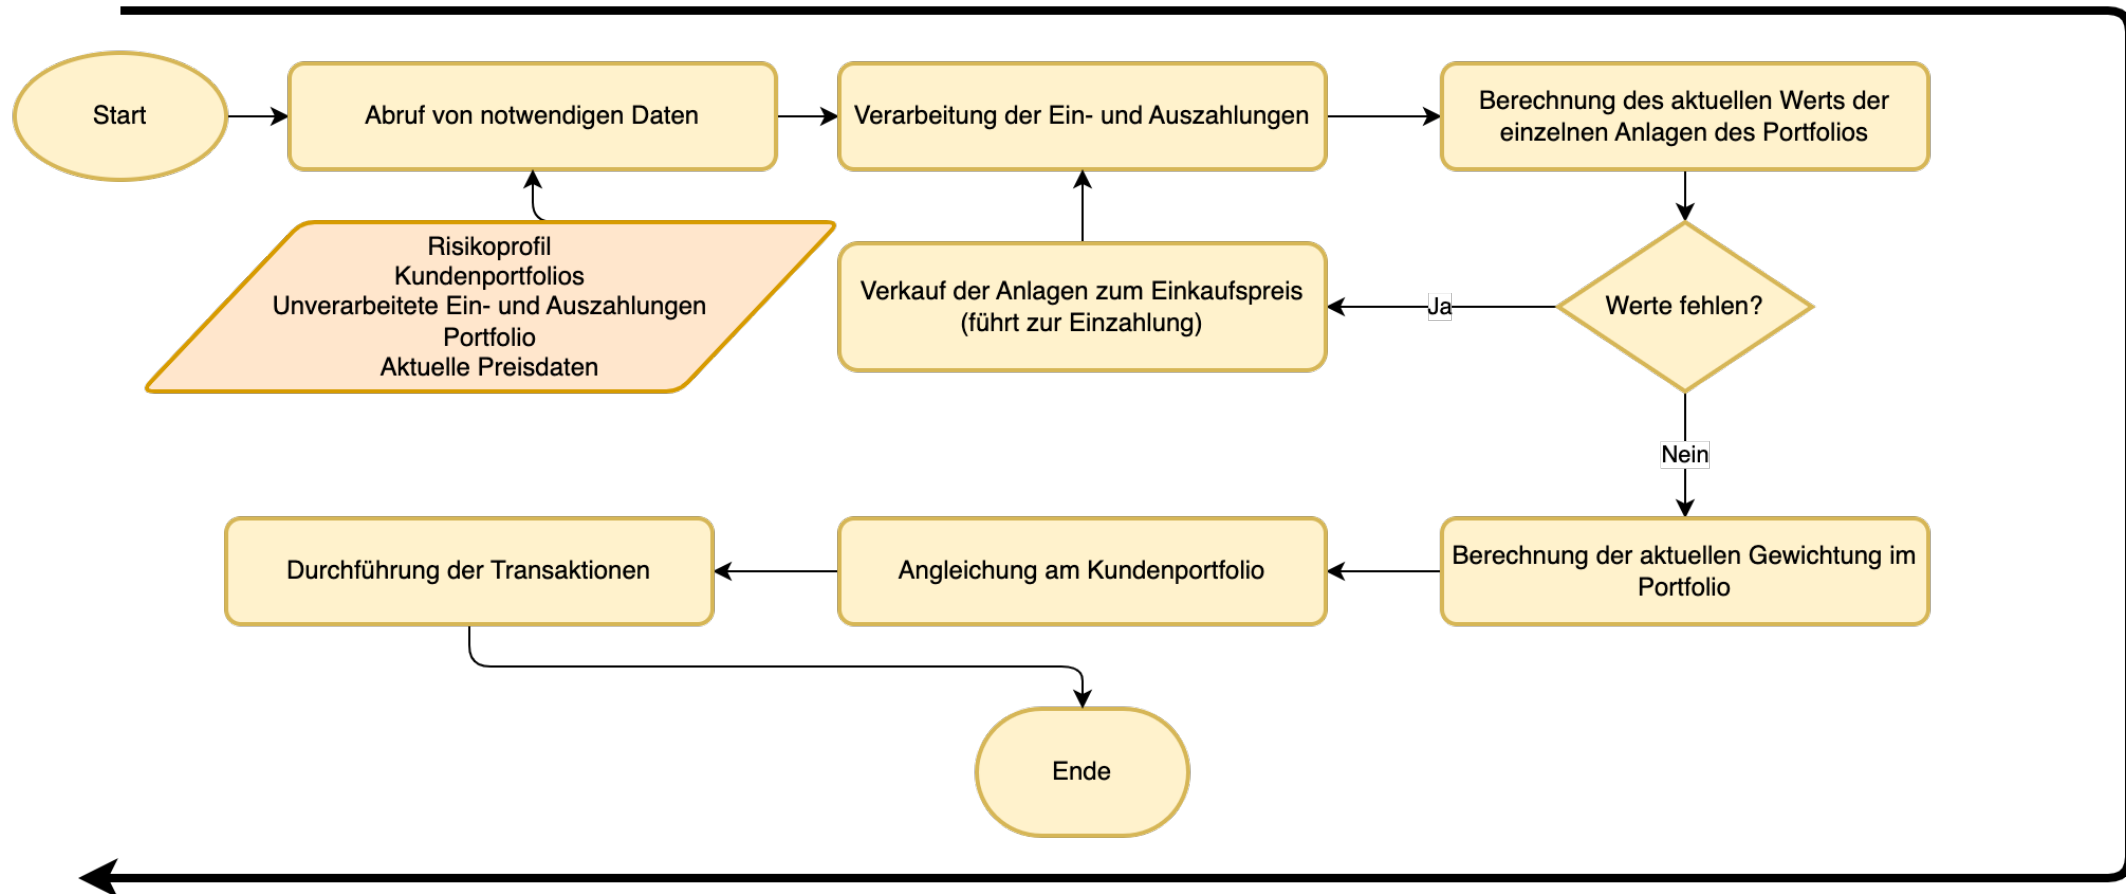 Start
Abruf von notwendigen Daten
Verarbeitung der Ein- und Auszahlungen
Berechnung des aktuellen Werts der
einzelnen Anlagen des Portfolios
Risikoprofil
Kundenportfolios
Unverarbeitete Ein- und Auszahlungen
Portfolio
Aktuelle Preisdaten
Verkauf der Anlagen zum Einkaufspreis
(führt zur Einzahlung)
Ja
Werte fehlen?
Nein
Durchführung der Transaktionen
Angleichung am Kundenportfolio
Berechnung der aktuellen Gewichtung im
Portfolio
Ende